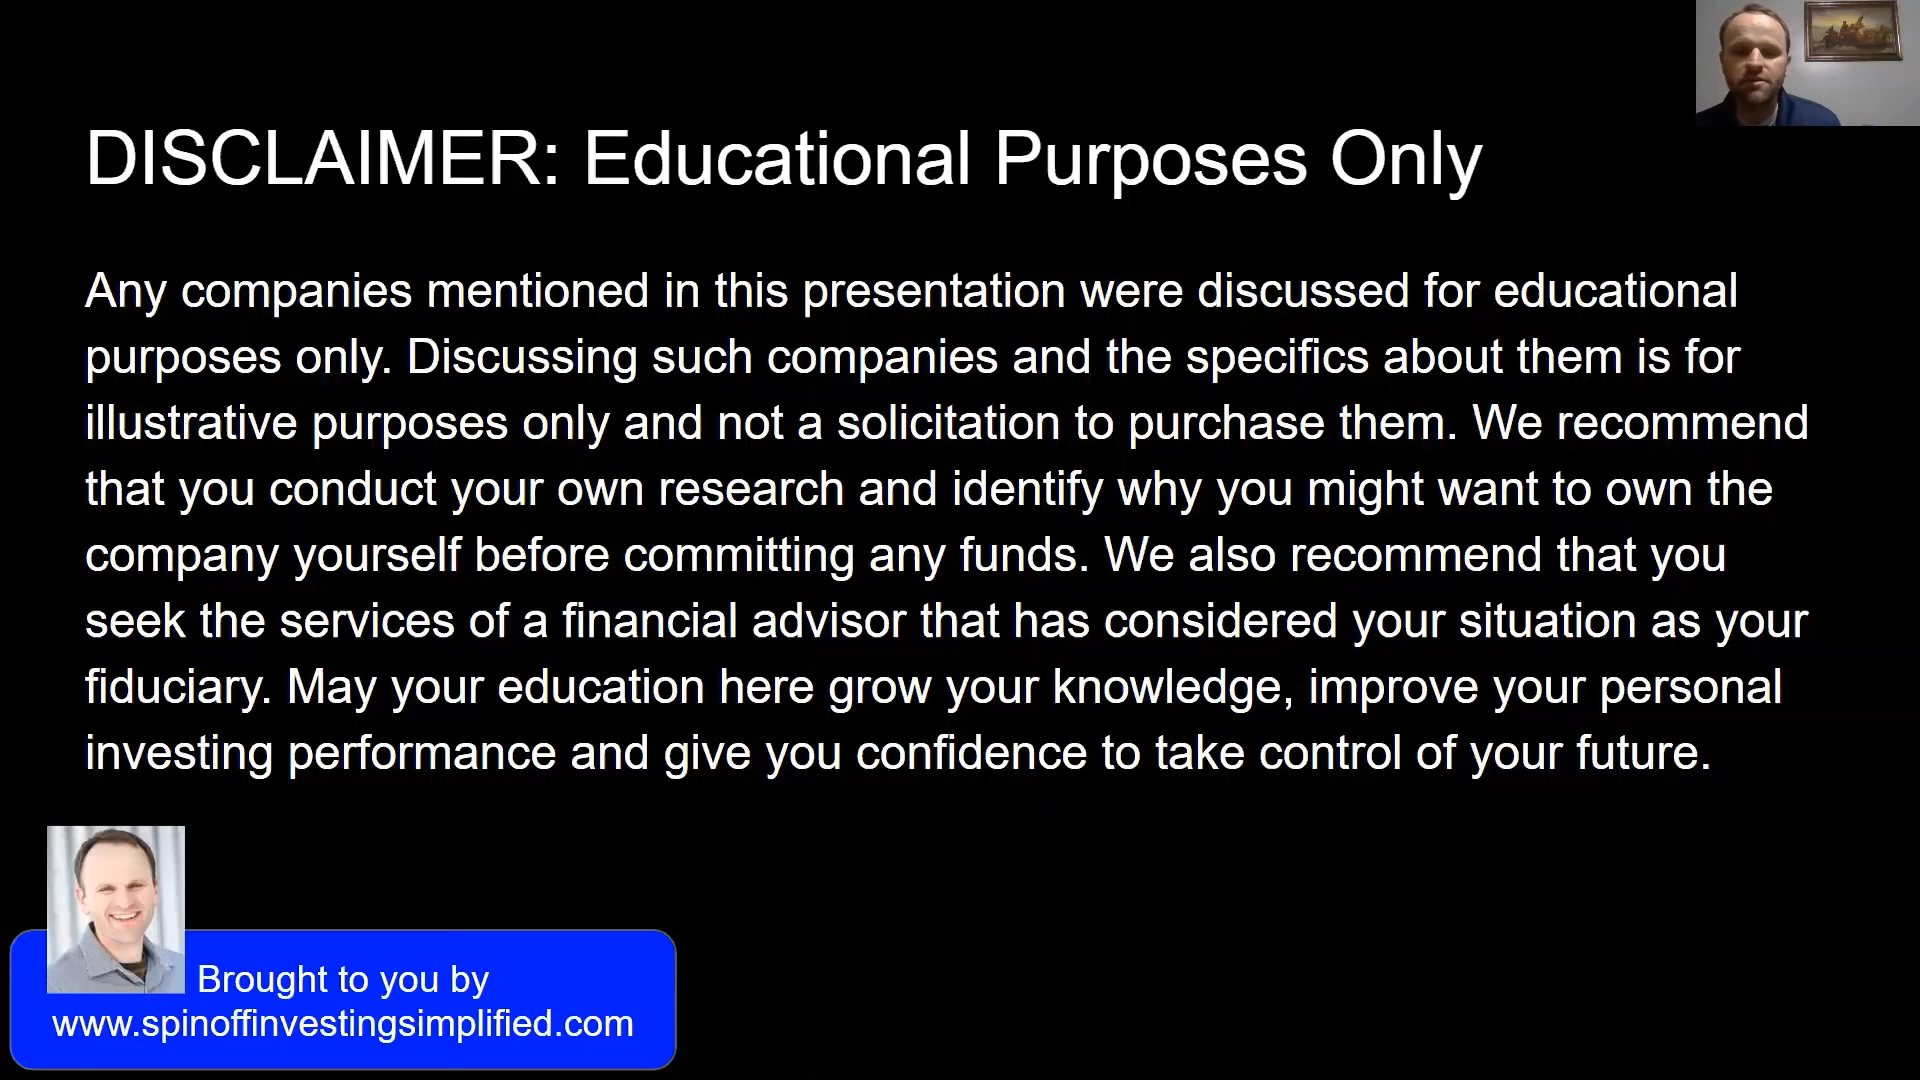 DISCLAIMER: Educational Purposes Only
Any companies mentioned in this presentation were discussed for educational
purposes only. Discussing such companies and the specifics about them is for
illustrative purposes only and not a solicitation to purchase them. We recommend
that you conduct your own research and identify why you might want to own the
company yourself before committing any funds. We also recommend that you
seek the services of a financial advisor that has considered your situation as your
fiduciary. May your education here grow your knowledge, improve your personal
investing performance and give you confidence to take control of your future.
Brought to you by
www.spinoffinvestingsimplified.com